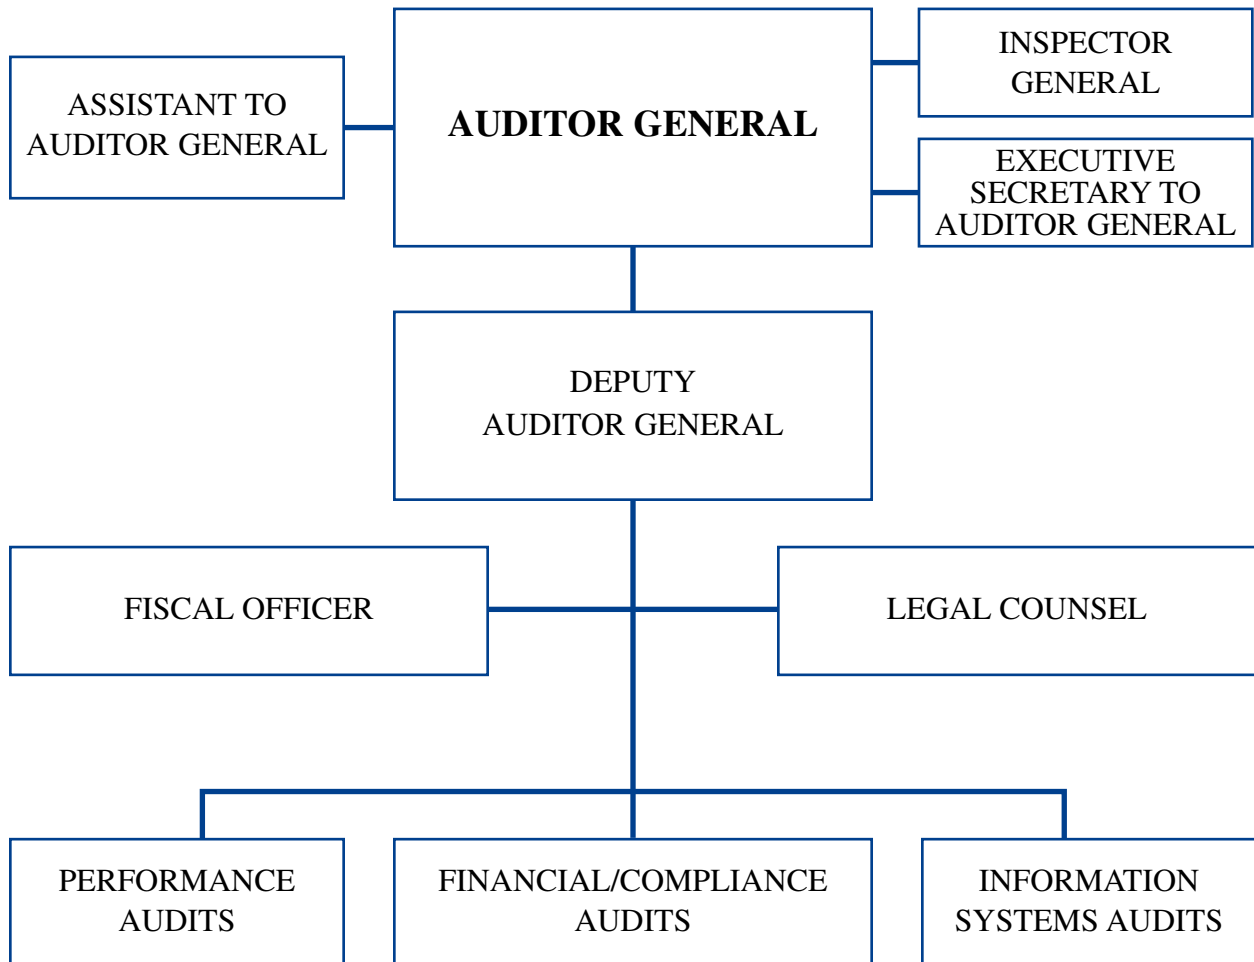 ASSISTANT TO
AUDITOR GENERAL
AUDITOR GENERAL
INSPECTOR
GENERAL
EXECUTIVE
SECRETARY TO
AUDITOR GENERAL
DEPUTY
AUDITOR GENERAL
FISCAL OFFICER
LEGAL COUNSEL
PERFORMANCE
AUDITS
FINANCIAL/COMPLIANCE
AUDITS
INFORMATION
SYSTEMS AUDITS